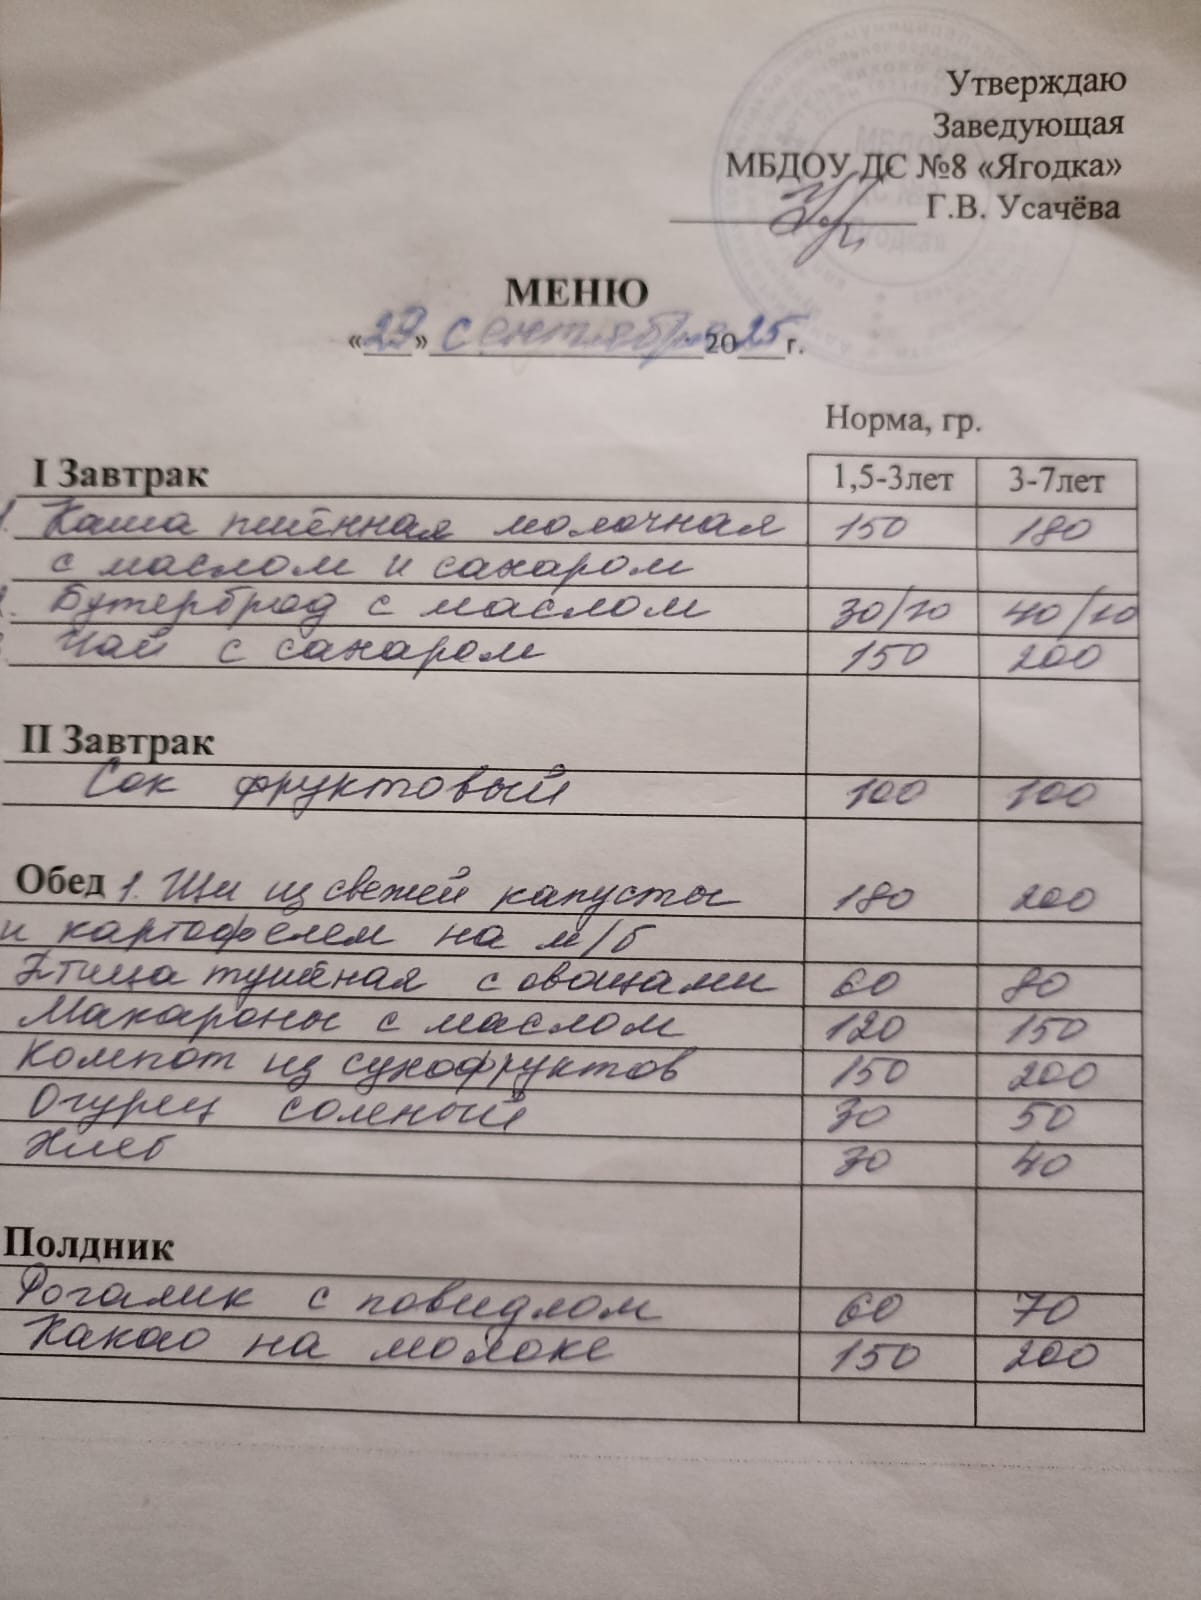 Утверждаю
Заведующая
МБДОУ ДС №8 «Ягодка»
Г.В. Усачёва
МЕНЮ
«29» сентября 2025 г.
Норма, гр.
I Завтрак 1,5-3лет 3-7лет
1. Каша пшённая молочная 150 180
с маслом и сахаром
2. Бутерброд с маслом 30/10 40/10
3. Чай с сахаром 150 200
II Завтрак
Сок фруктовый 100 100
Обед 1. Щи из свежей капусты 180 200
и картофелем на м/б
Птица тушёная с овощами 60 80
Макароны с маслом 120 150
Компот из сухофруктов 150 200
Огурец соленый 30 50
Хлеб 30 40
Полдник
Рогалик с повидлом 60 70
Какао на молоке 150 200